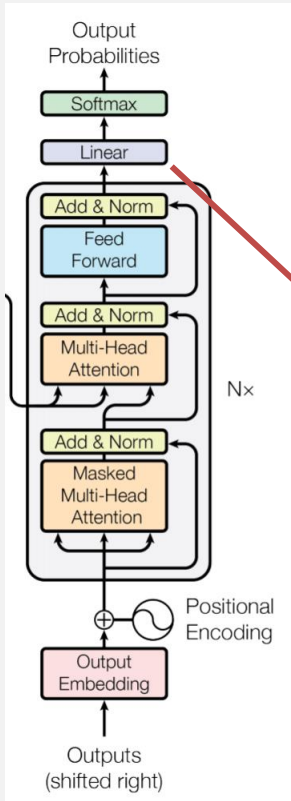 Output
Probabilities
Softmax
Linear
Add & Norm
Feed
Forward
Add & Norm
Multi-Head
Attention
N×
Add & Norm
Masked
Multi-Head
Attention
Positional
Encoding
Output
Embedding
Outputs
(shifted right)